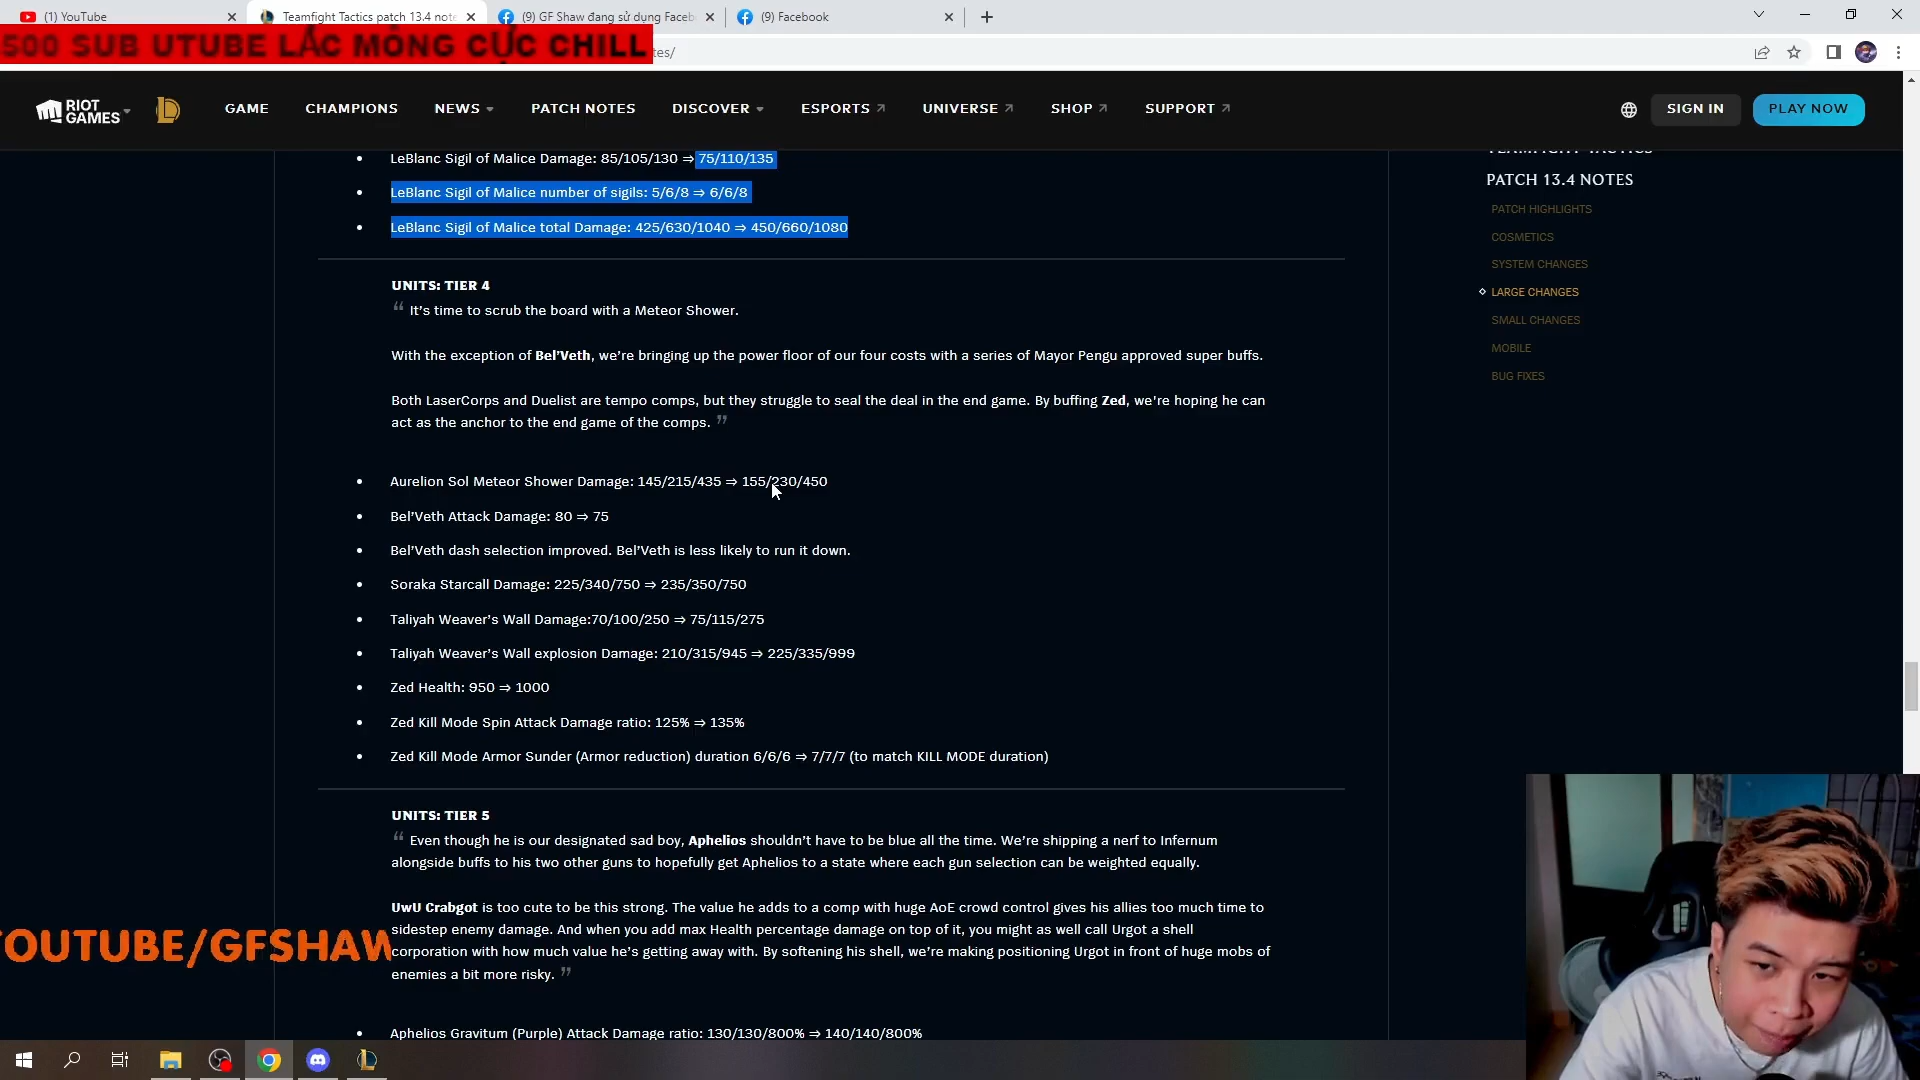 (1) YouTube
Teamfight Tactics patch 13.4 note
(9) GF Shaw đang sử dụng Faceb
(9) Facebook
500 SUB UTUBE LẮC MÔNG CỰC CHILL
tes/
RIOT GAMES
GAME
CHAMPIONS
NEWS
PATCH NOTES
DISCOVER
ESPORTS
UNIVERSE
SHOP
SUPPORT
SIGN IN
PLAY NOW
• LeBlanc Sigil of Malice Damage: 85/105/130 ⇒ 75/110/135
• LeBlanc Sigil of Malice number of sigils: 5/6/8 ⇒ 6/6/8
• LeBlanc Sigil of Malice total Damage: 425/630/1040 ⇒ 450/660/1080
UNITS: TIER 4
“ It’s time to scrub the board with a Meteor Shower.
With the exception of Bel’Veth, we’re bringing up the power floor of our four costs with a series of Mayor Pengu approved super buffs.
Both LaserCorps and Duelist are tempo comps, but they struggle to seal the deal in the end game. By buffing Zed, we’re hoping he can
act as the anchor to the end game of the comps. ”
• Aurelion Sol Meteor Shower Damage: 145/215/435 ⇒ 155/230/450
• Bel’Veth Attack Damage: 80 ⇒ 75
• Bel’Veth dash selection improved. Bel’Veth is less likely to run it down.
• Soraka Starcall Damage: 225/340/750 ⇒ 235/350/750
• Taliyah Weaver’s Wall Damage:70/100/250 ⇒ 75/115/275
• Taliyah Weaver’s Wall explosion Damage: 210/315/945 ⇒ 225/335/999
• Zed Health: 950 ⇒ 1000
• Zed Kill Mode Spin Attack Damage ratio: 125% ⇒ 135%
• Zed Kill Mode Armor Sunder (Armor reduction) duration 6/6/6 ⇒ 7/7/7 (to match KILL MODE duration)
UNITS: TIER 5
“ Even though he is our designated sad boy, Aphelios shouldn’t have to be blue all the time. We’re shipping a nerf to Infernum
alongside buffs to his two other guns to hopefully get Aphelios to a state where each gun selection can be weighted equally.
UwU Crabgot is too cute to be this strong. The value he adds to a comp with huge AoE crowd control gives his allies too much time to
sidestep enemy damage. And when you add max Health percentage damage on top of it, you might as well call Urgot a shell
corporation with how much value he’s getting away with. By softening his shell, we’re making positioning Urgot in front of huge mobs of
enemies a bit more risky. ”
• Aphelios Gravitum (Purple) Attack Damage ratio: 130/130/800% ⇒ 140/140/800%
TEAMFIGHT TACTICS
PATCH 13.4 NOTES
PATCH HIGHLIGHTS
COSMETICS
SYSTEM CHANGES
LARGE CHANGES
SMALL CHANGES
MOBILE
BUG FIXES
YOUTUBE/GFSHAW